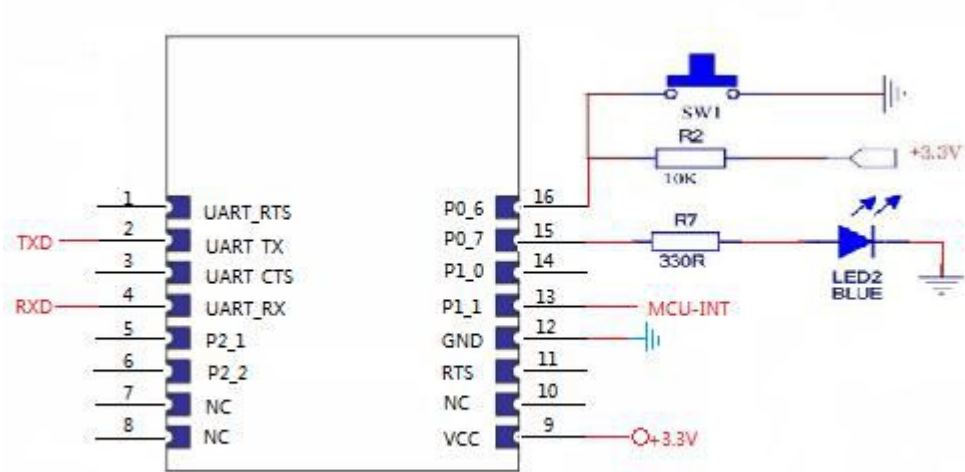 SW1
R2
+3.3V
10K
1
UART_RTS
P0_6
16
TXD
2
UART TX
P0_7
15
R7
330R
3
UART CTS
P1_0
14
LED2
BLUE
RXD
4
UART_RX
P1_1
13
MCU-INT
5
P2_1
GND
12
6
P2_2
RTS
11
7
NC
NC
10
8
NC
VCC
9
+3.3V